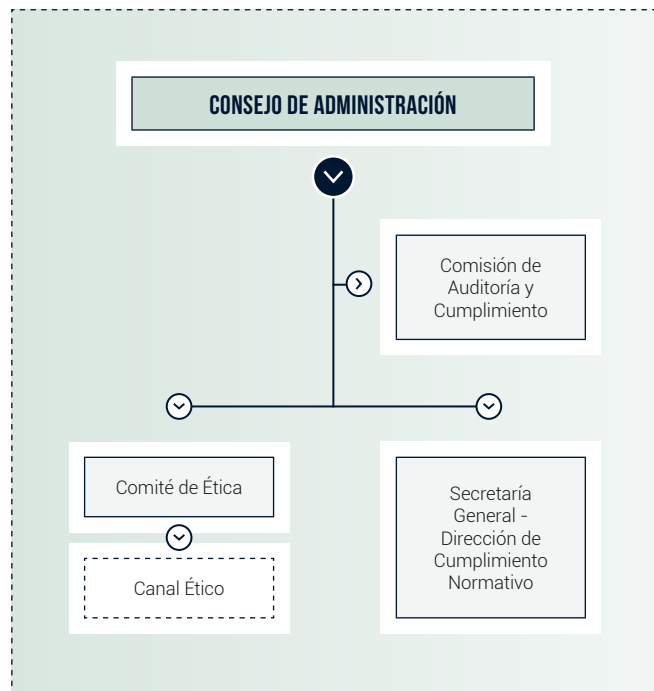 CONSEJO DE ADMINISTRACIÓN
Comisión de
Auditoría y
Cumplimiento
Comité de Ética
Canal Ético
Secretaría
General -
Dirección de
Cumplimiento
Normativo